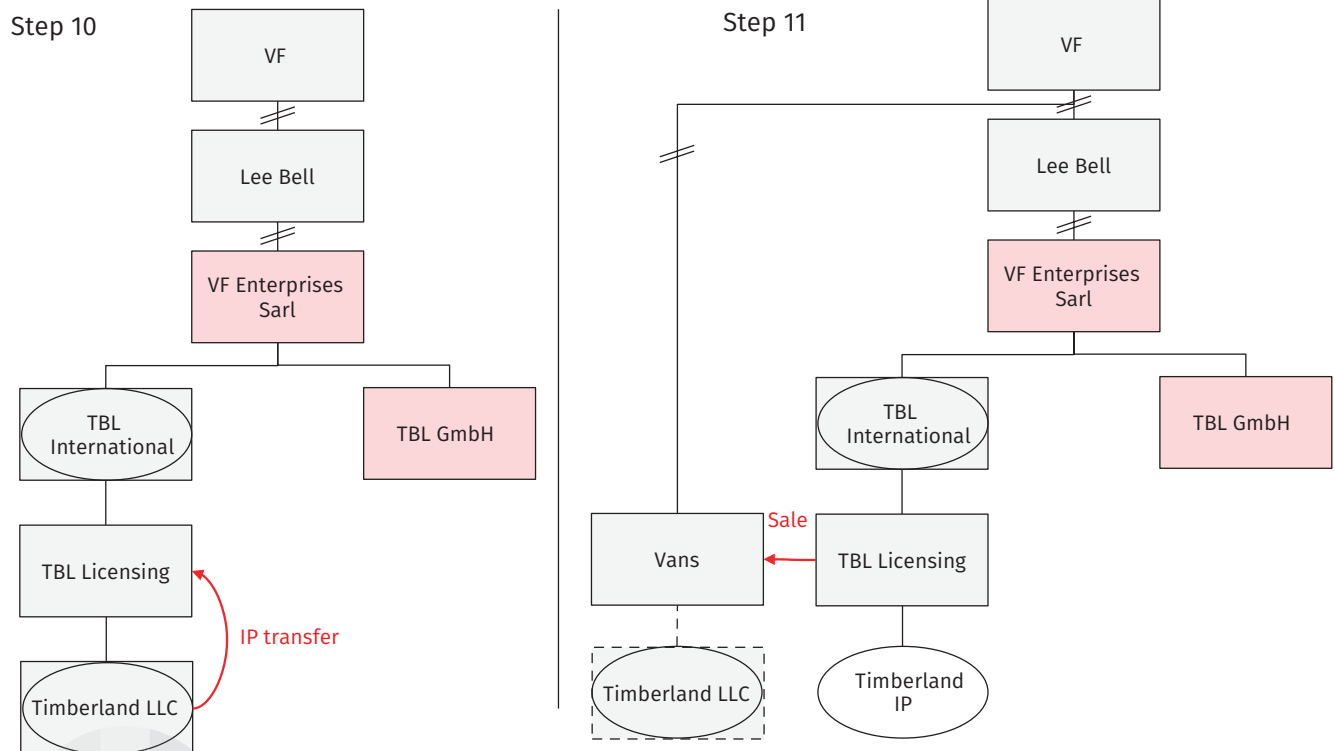 Step 10
VF
Lee Bell
VF Enterprises
Sarl
TBL
International
TBL GmbH
TBL Licensing
IP transfer
Timberland LLC
Step 11
VF
Lee Bell
VF Enterprises
Sarl
TBL
International
TBL GmbH
Sale
Vans
TBL Licensing
Timberland LLC
Timberland
IP